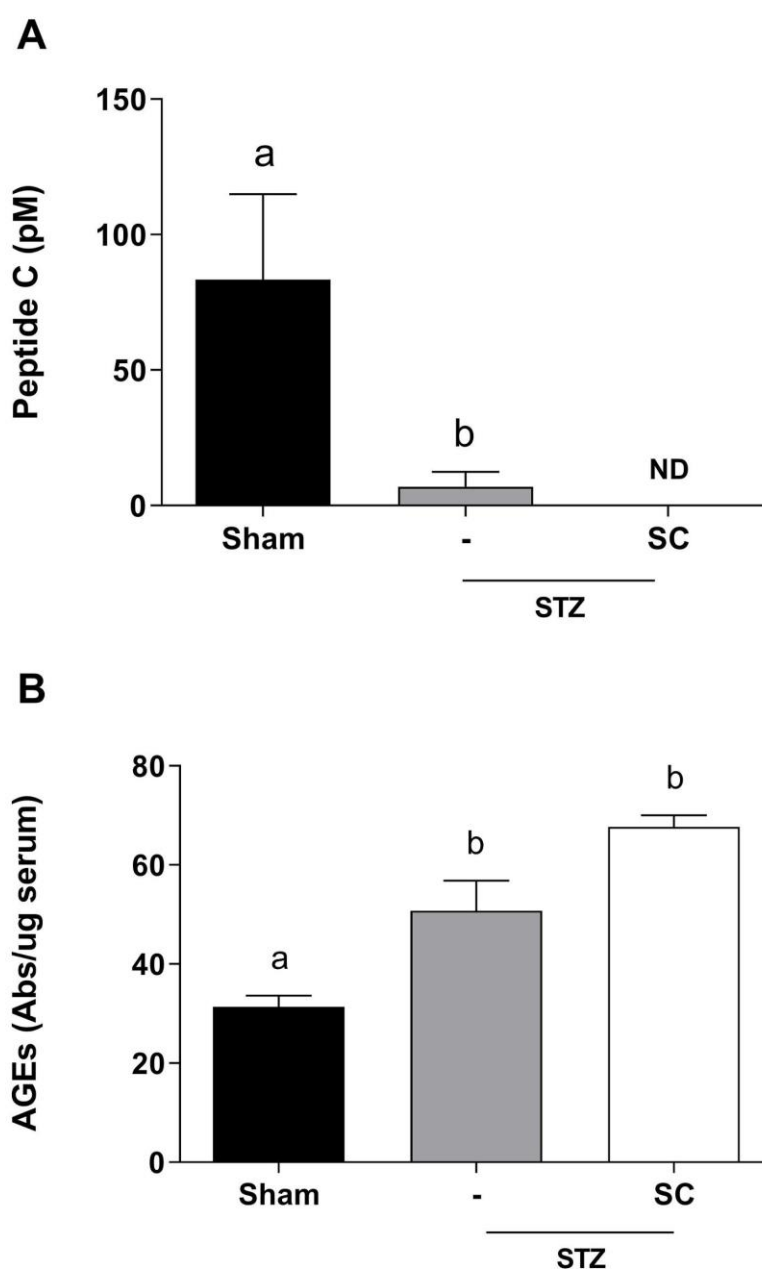 A
Peptide C (pM)
150
100
50
0
a
b
ND
Sham
-
SC
STZ
B
AGEs (Abs/ug serum)
80
60
40
20
0
a
b
b
Sham
-
SC
STZ